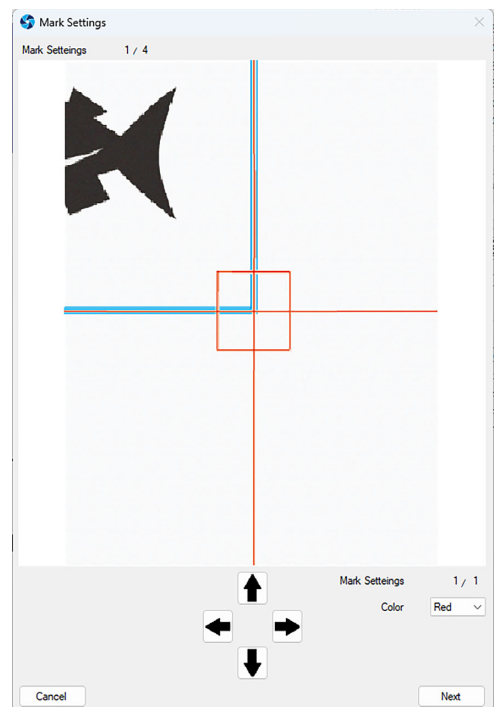 Mark Settings
Mark Setteings 1 / 4
Mark Setteings 1 / 1
Color Red
Cancel Next